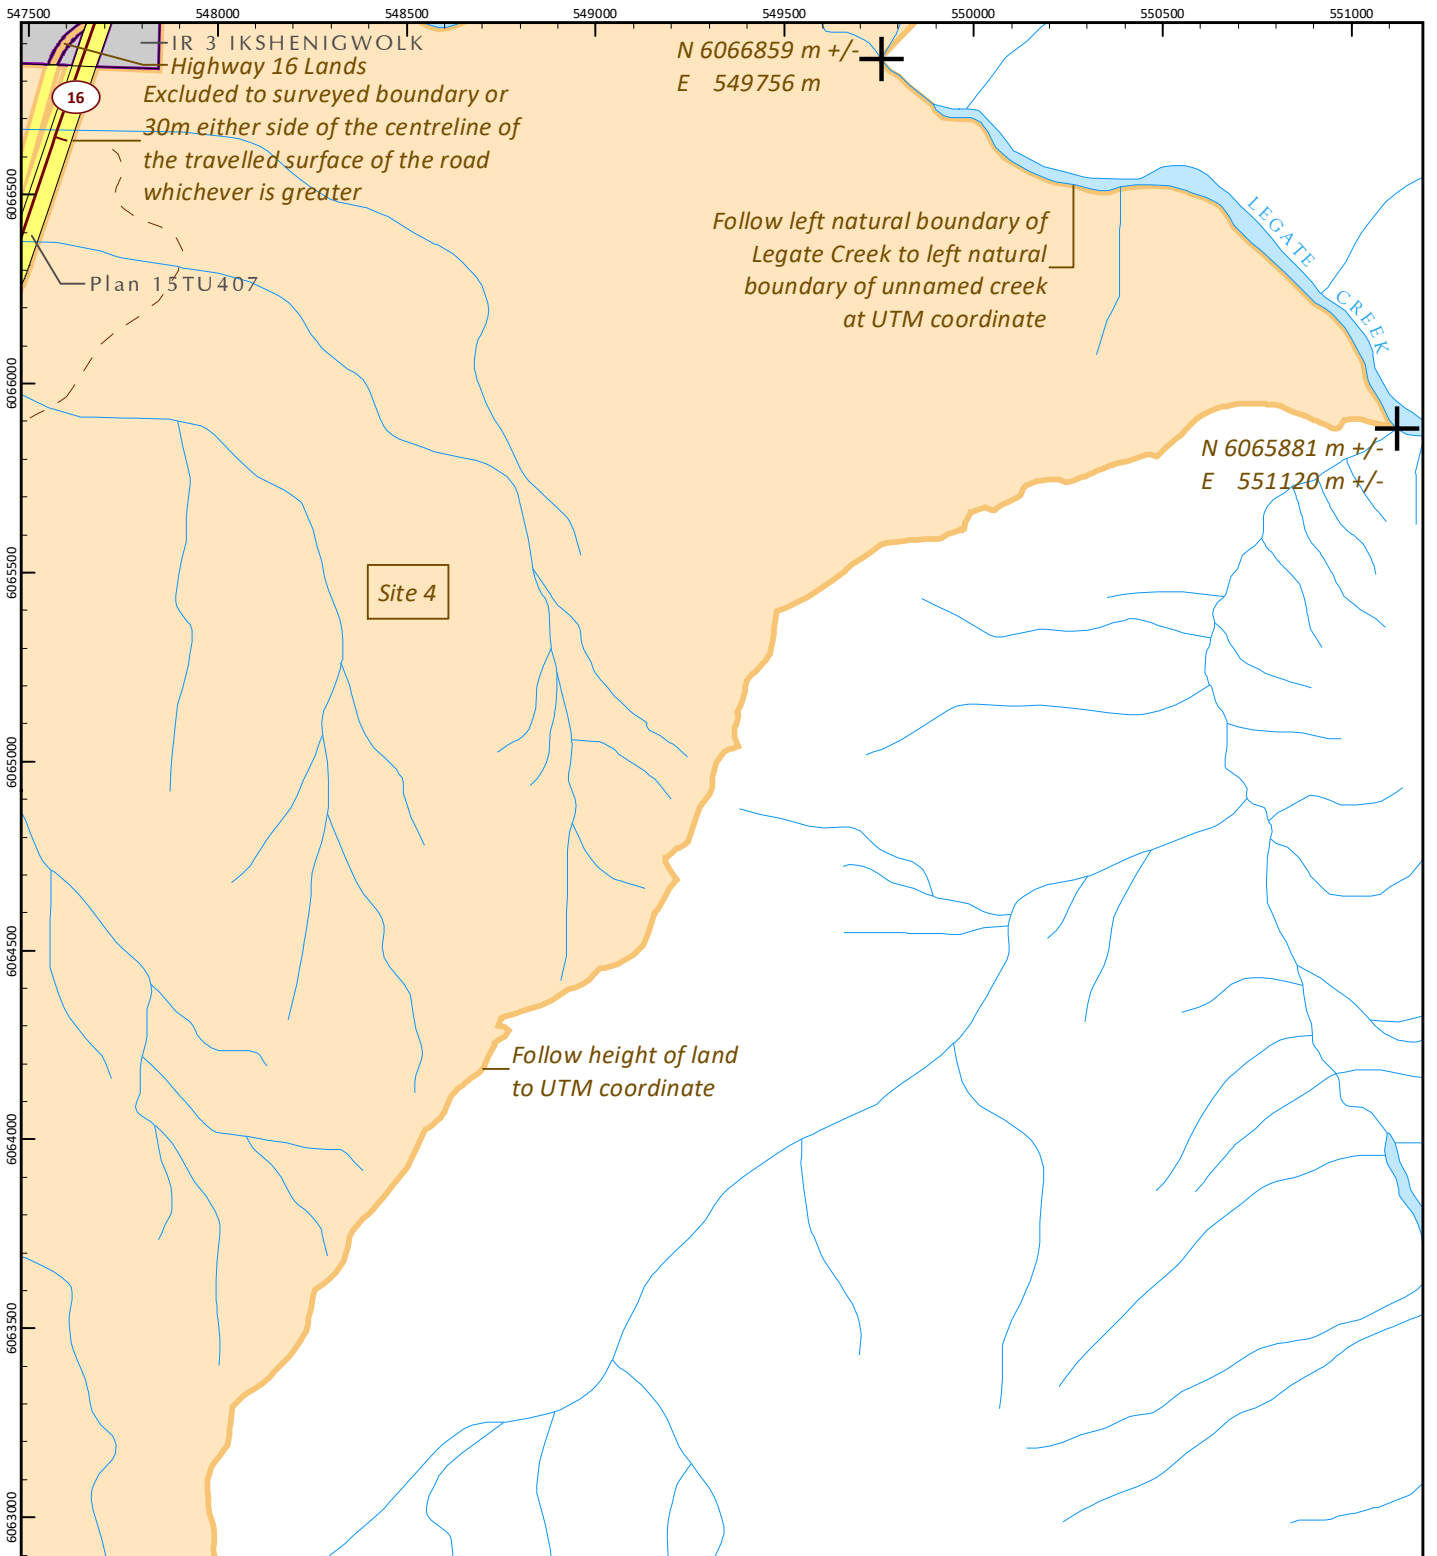 547500
548000
548500
549000
549500
550000
550500
551000
IR 3 IKSHENIGWOLK
Highway 16 Lands
16
Excluded to surveyed boundary or
30m either side of the centreline of
the travelled surface of the road
whichever is greater
Plan 15TU407
N 6066859 m +/-
E 549756 m
Follow left natural boundary of
Legate Creek to left natural
boundary of unnamed creek
at UTM coordinate
LEGATE
CREEK
N 6065881 m +/-
E 551120 m +/-
Site 4
Follow height of land
to UTM coordinate
6066500
6066000
6065500
6065000
6064500
6064000
6063500
6063000